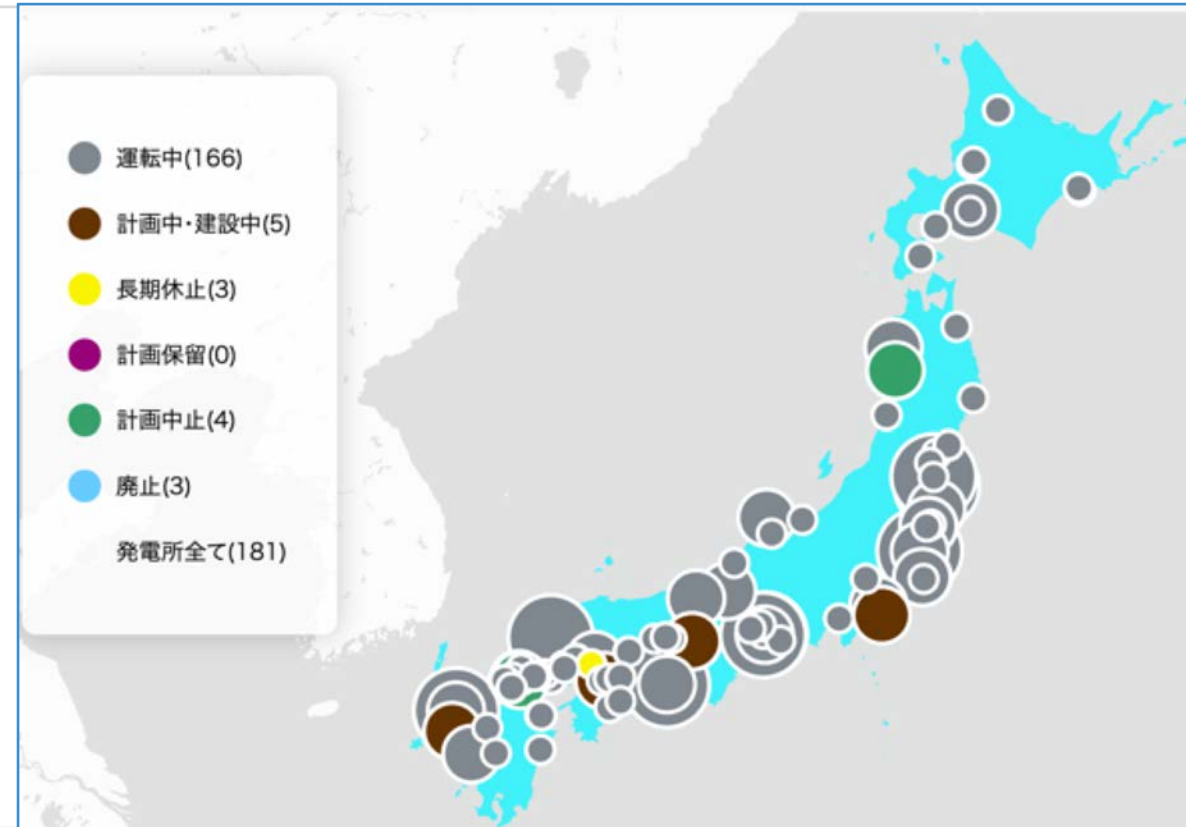 運転中(166)
計画中・建設中(5)
長期休止(3)
計画保留(0)
計画中止(4)
廃止(3)
発電所全て(181)